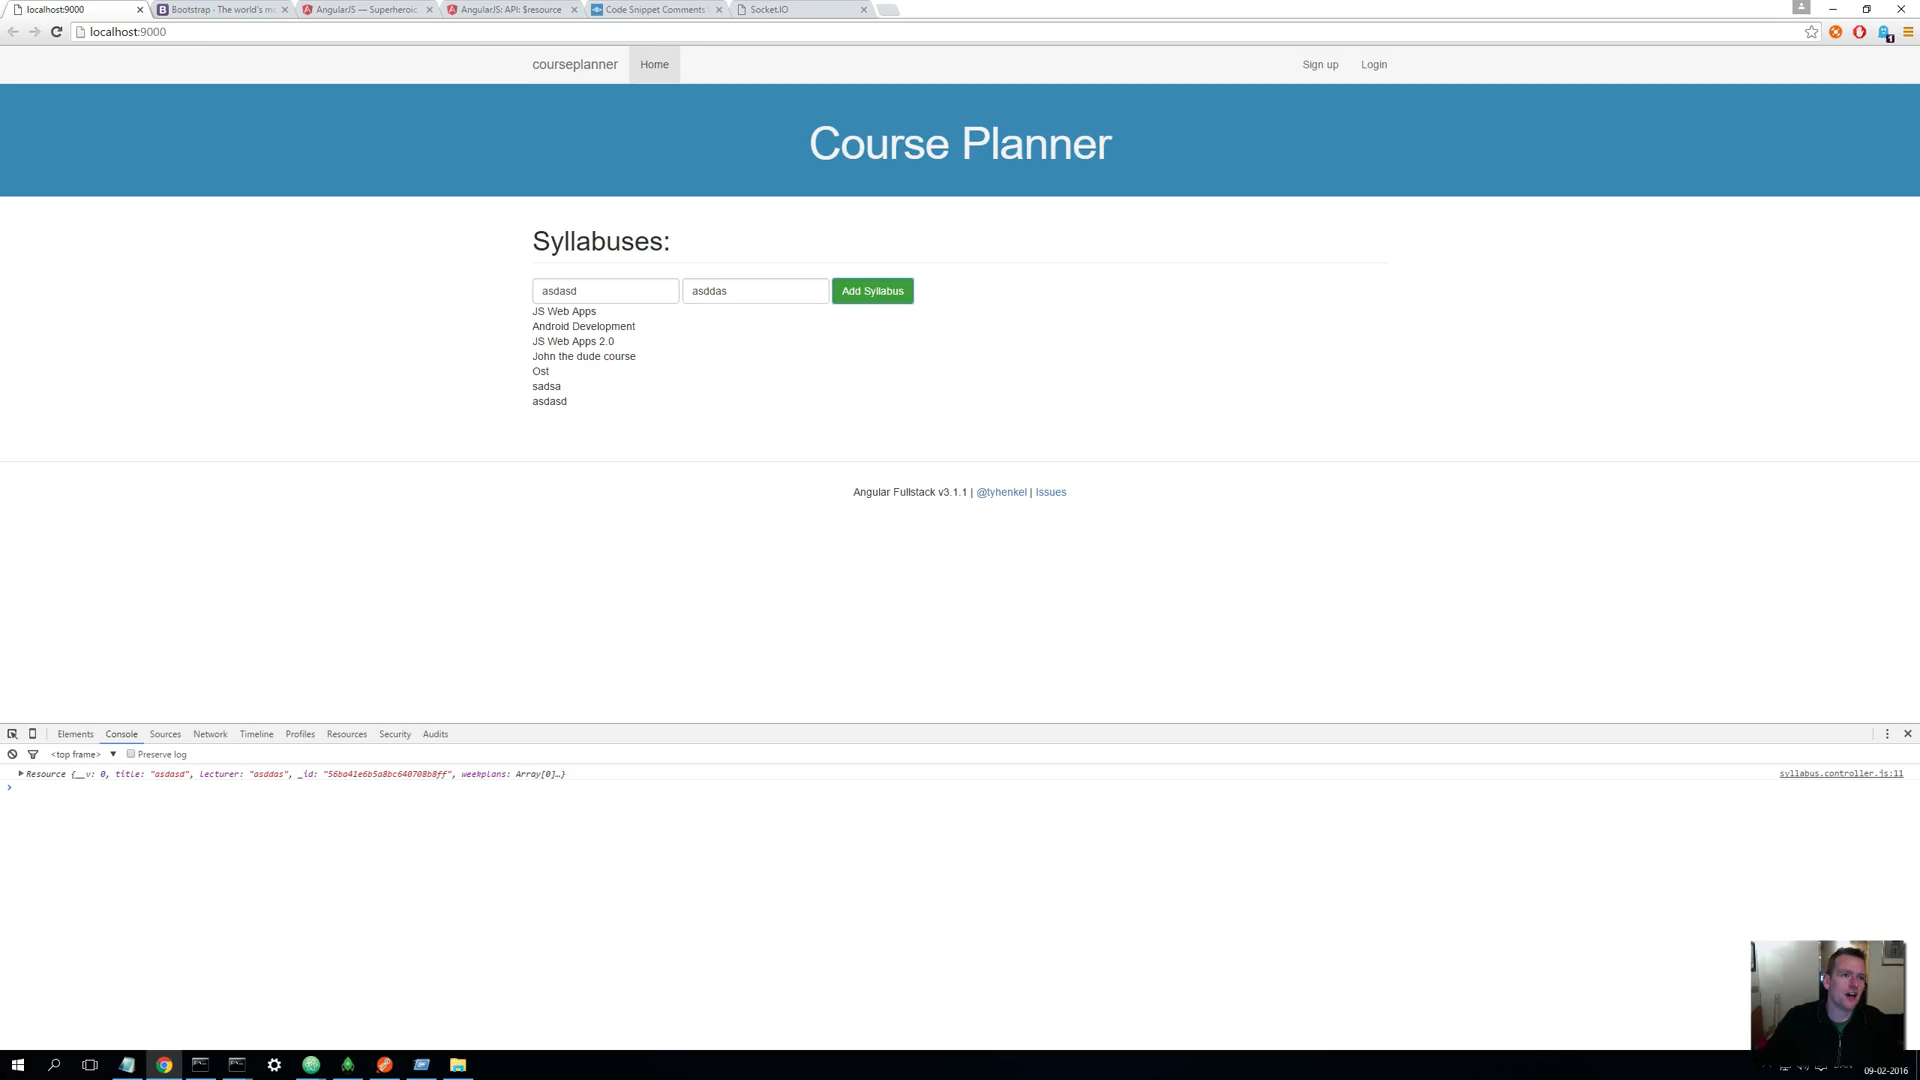 localhost:9000
Bootstrap · The world's m
AngularJS — Superheroic
AngularJS: API: $resource
Code Snippet Comments
Socket.IO
localhost:9000
1
courseplanner
Home
Sign up
Login
Course Planner
Syllabuses:
asdasd
asddas
Add Syllabus
JS Web Apps
Android Development
JS Web Apps 2.0
John the dude course
Ost
sadsa
asdasd
Angular Fullstack v3.1.1 | @tyhenkel | Issues
Elements Console Sources Network Timeline Profiles Resources Security Audits
<top frame> Preserve log
Resource {__v: 0, title: "asdasd", lecturer: "asddas", _id: "56ba41e6b5a8bc640708b8ff", weekplans: Array[0]…}
syllabus.controller.js:11
09-02-2016